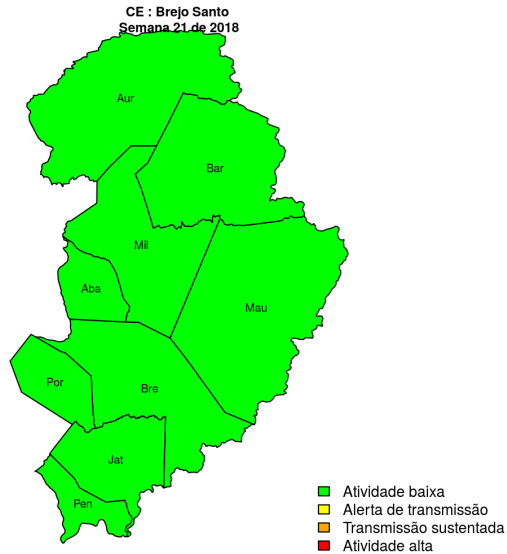 CE : Brejo Santo
Semana 21 de 2018
Aur
Bar
Mil
Aba
Mau
Por
Bre
Jat
Pen
Atividade baixa
Alerta de transmissão
Transmissão sustentada
Atividade alta